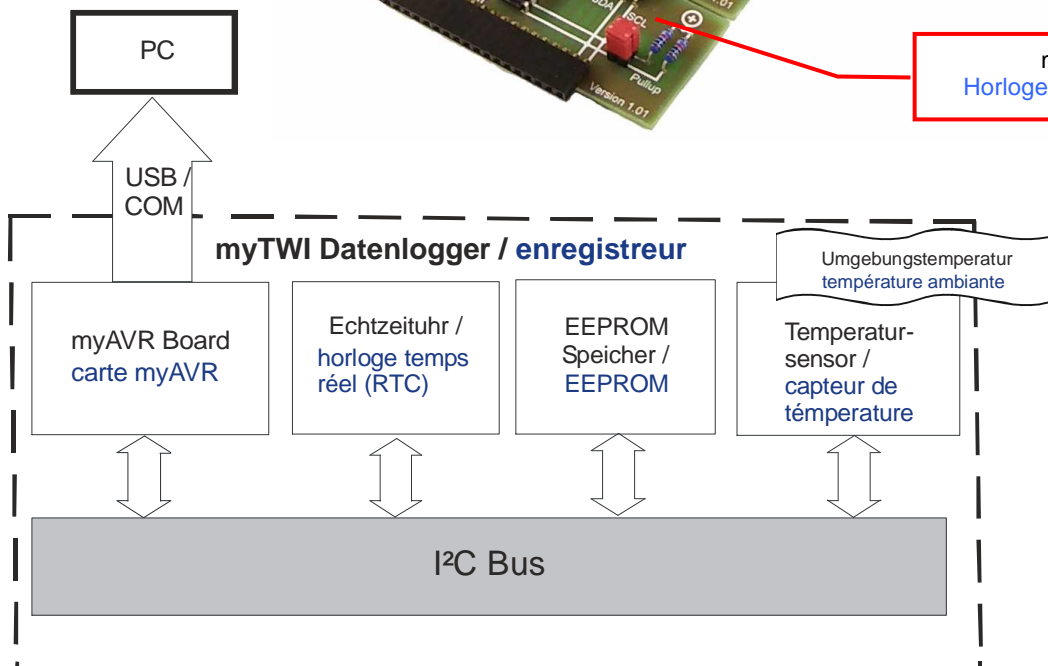 SCL
Pullup
Version 1.01
PC
Horloge
USB /
COM
myTWI Datenlogger / enregistreur
Umgebungstemperatur
température ambiante
myAVR Board
carte myAVR
Echtzeituhr /
horloge temps
réel (RTC)
EEPROM
Speicher /
EEPROM
Temperatur-
sensor /
capteur de
témperature
I²C Bus